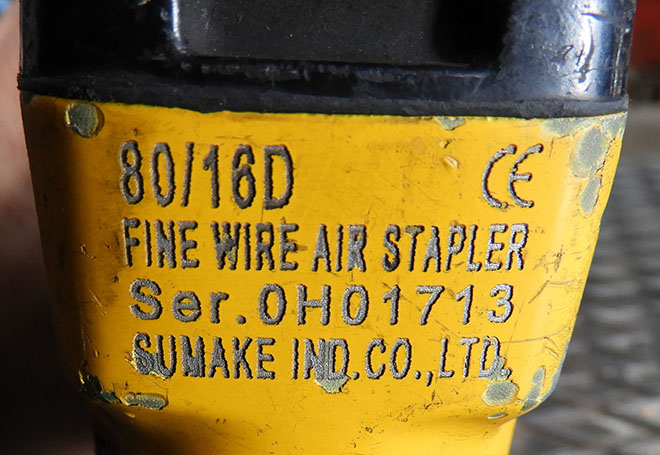 80/16D CE
FINE WIRE AIR STAPLER
Ser.0H01713
SUMAKE IND.CO.,LTD.